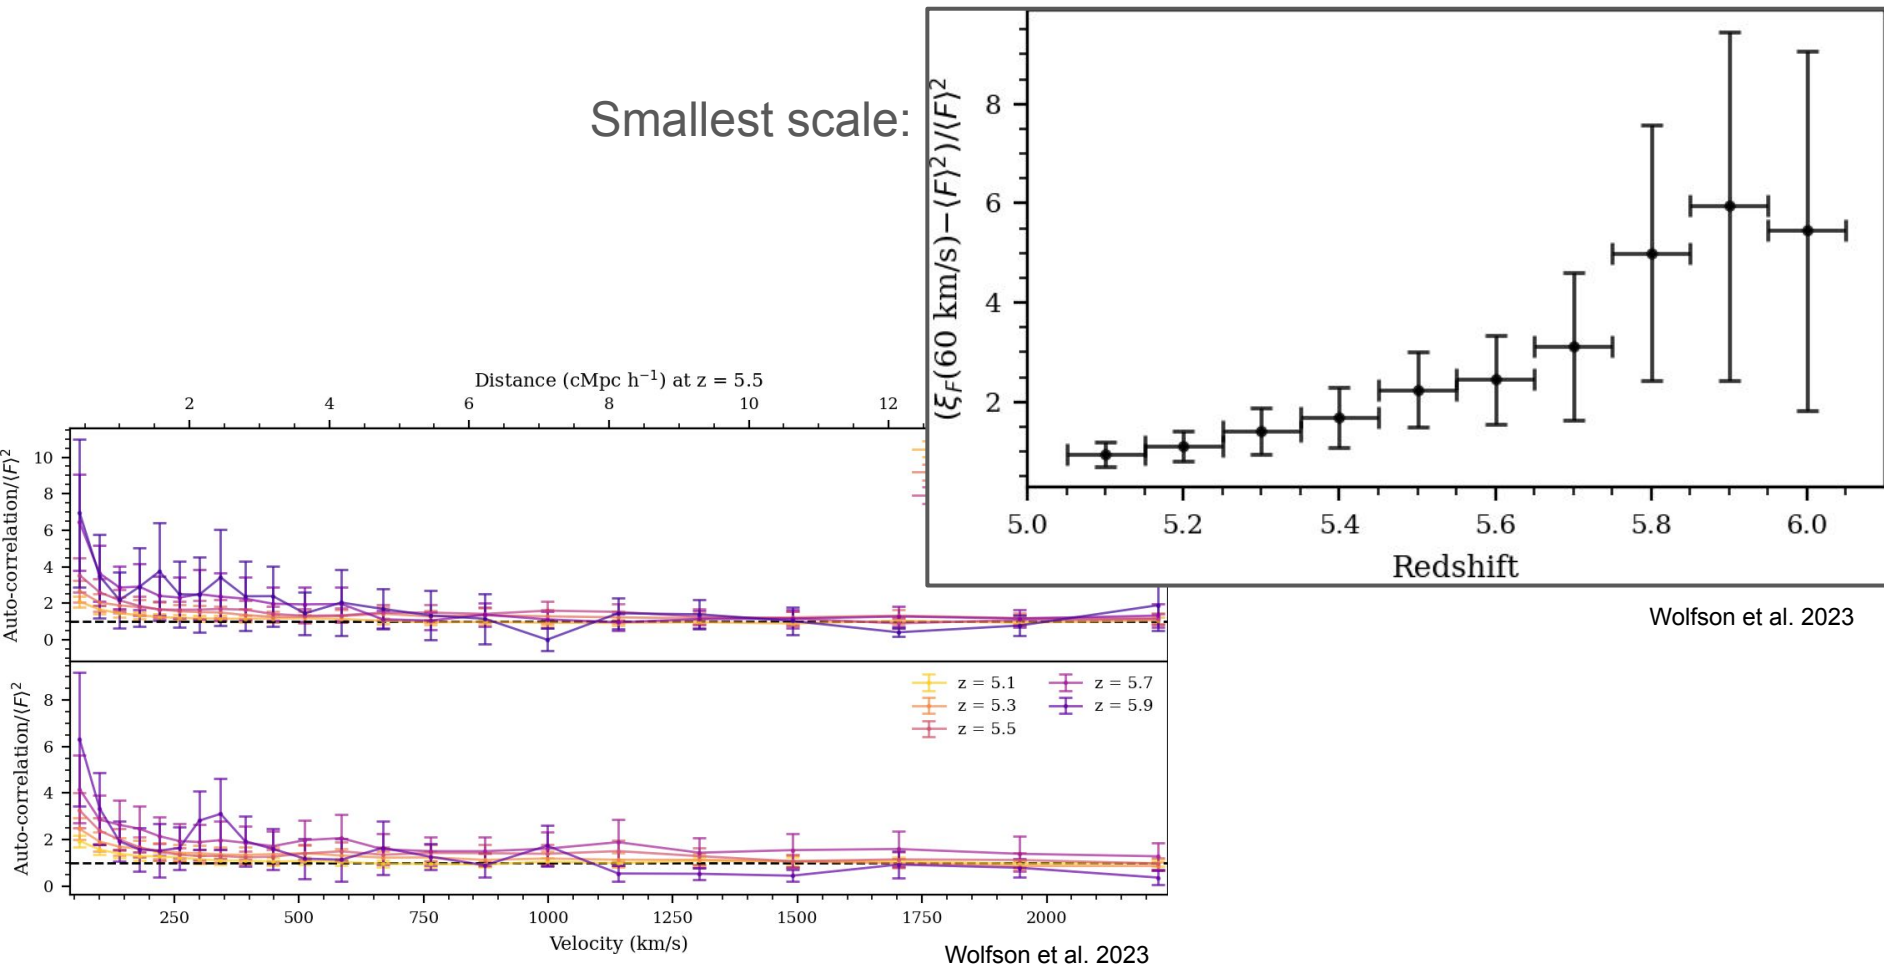 Smallest scale:
(ξ_F(60 km/s)−⟨F⟩²)/⟨F⟩²
8
6
4
2
5.0 5.2 5.4 5.6 5.8 6.0
Redshift
Wolfson et al. 2023
Distance (cMpc h⁻¹) at z = 5.5
2 4 6 8 10 12
Auto-correlation/⟨F⟩²
10
8
6
4
2
0
Auto-correlation/⟨F⟩²
8
6
4
2
0
z = 5.1 z = 5.7
z = 5.3 z = 5.9
z = 5.5
250 500 750 1000 1250 1500 1750 2000
Velocity (km/s)
Wolfson et al. 2023